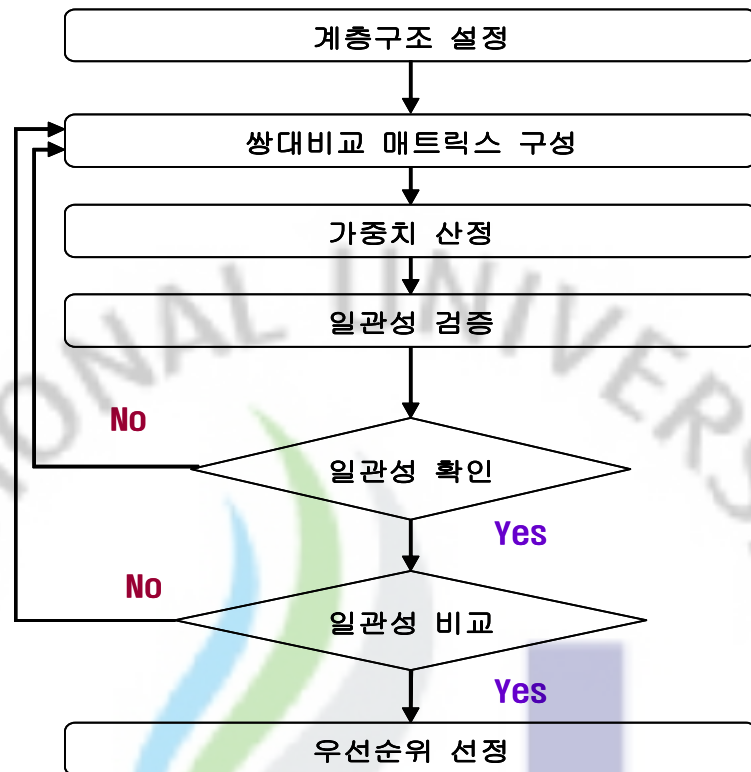 계층구조 설정
쌍대비교 매트릭스 구성
가중치 산정
일관성 검증
No
일관성 확인
Yes
No
일관성 비교
Yes
우선순위 선정
ONAL UNIVERS